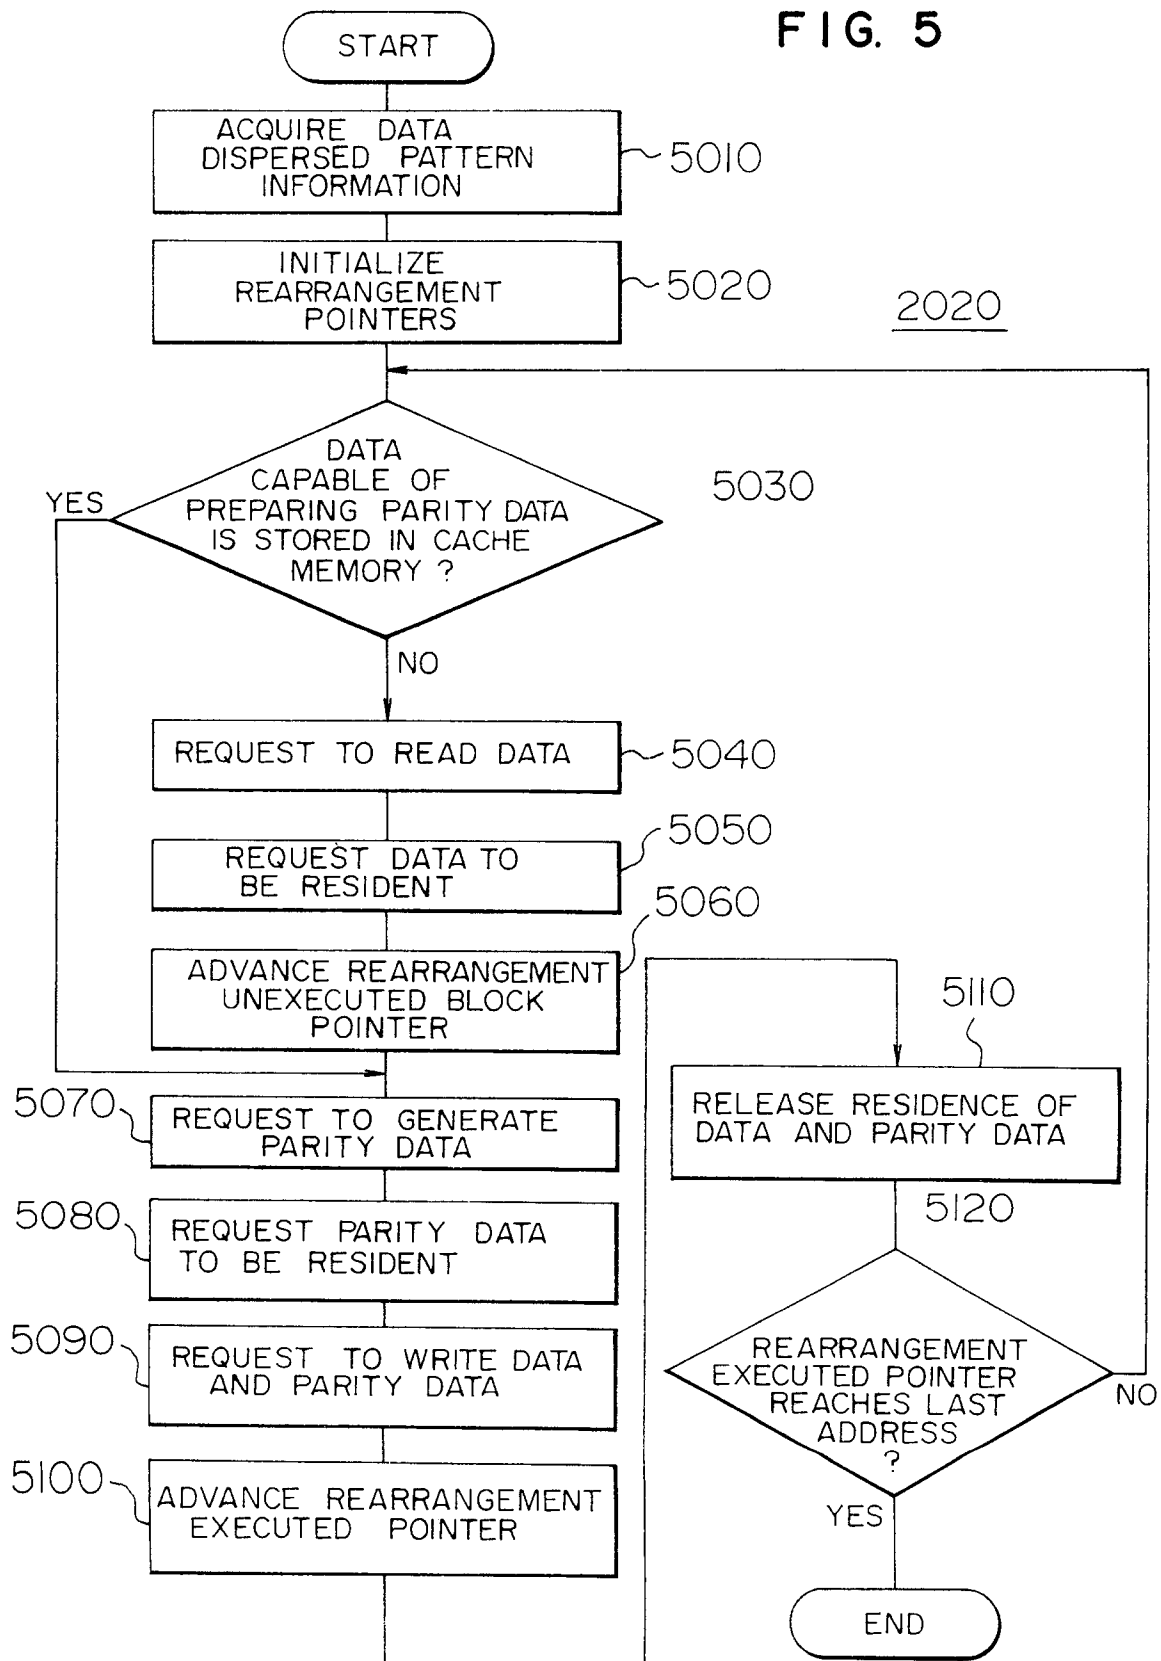 FIG. 5
START
ACQUIRE DATA
DISPERSED PATTERN
INFORMATION
5010
INITIALIZE
REARRANGEMENT
POINTERS
5020
2020
DATA
CAPABLE OF
PREPARING PARITY DATA
IS STORED IN CACHE
MEMORY ?
5030
YES
NO
REQUEST TO READ DATA
5040
REQUEST DATA TO
BE RESIDENT
5050
ADVANCE REARRANGEMENT
UNEXECUTED BLOCK
POINTER
5060
5070
REQUEST TO GENERATE
PARITY DATA
5080
REQUEST PARITY DATA
TO BE RESIDENT
5090
REQUEST TO WRITE DATA
AND PARITY DATA
5100
ADVANCE REARRANGEMENT
EXECUTED POINTER
5110
RELEASE RESIDENCE OF
DATA AND PARITY DATA
5120
REARRANGEMENT
EXECUTED POINTER
REACHES LAST
ADDRESS
?
NO
YES
END